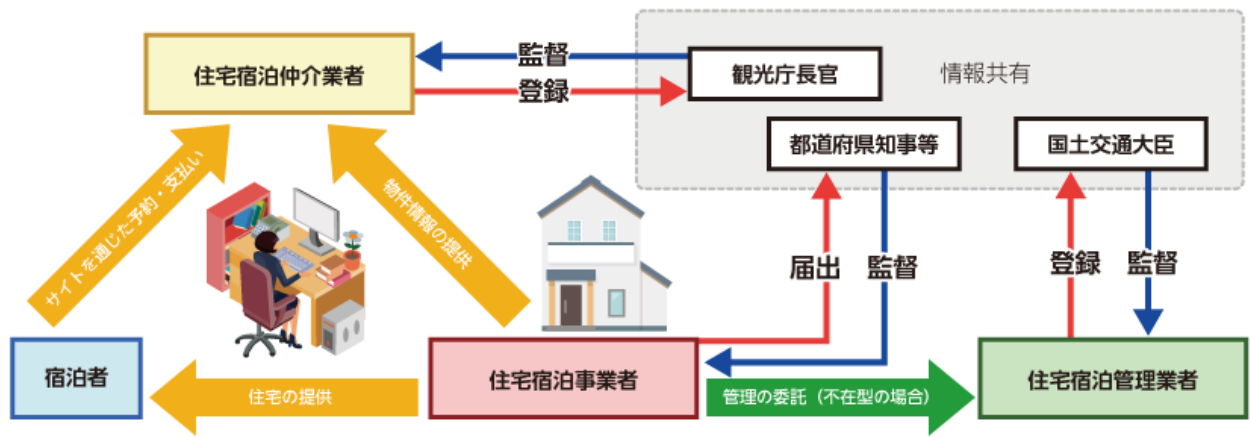 住宅宿泊仲介業者
監督
登録
観光庁長官
情報共有
都道府県知事等
国土交通大臣
サイトを通じた予約・支払い
物件情報の提供
届出
監督
登録
監督
宿泊者
住宅の提供
住宅宿泊事業者
管理の委託（不在型の場合）
住宅宿泊管理業者